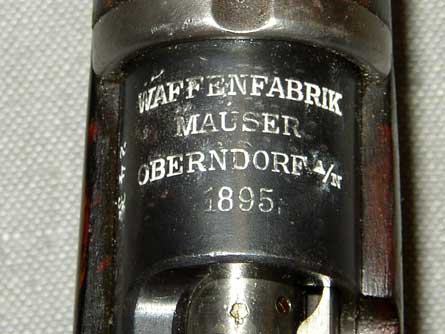 WAFFENFABRIK
MAUSER
OBERNDORF A/N
1895.